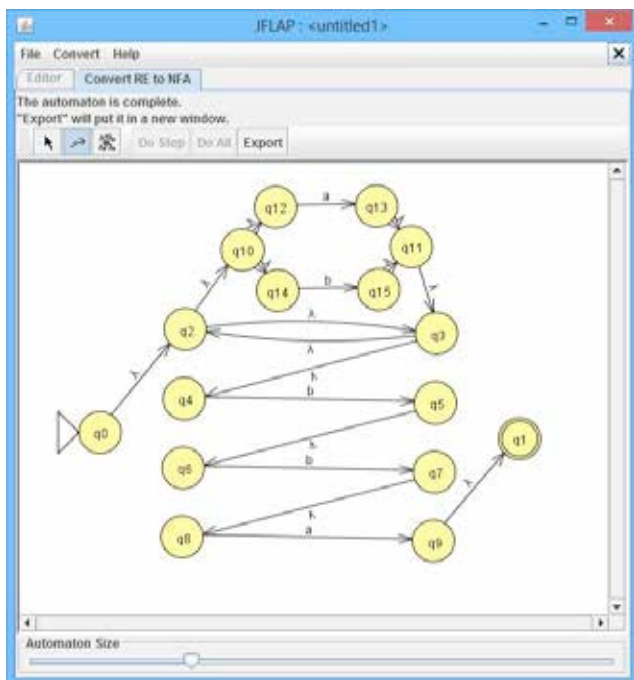 JFLAP : <untitled1>
File Convert Help
Editor Convert RE to NFA
The automaton is complete.
"Export" will put it in a new window.
Do Step Do All Export
q12 a q13
q10 q11
q14 b q15
λ λ
q2 λ q3
λ
λ
q4 b q5
λ
q0 q1
λ
q6 b q7
λ
λ
q8 a q9
Automaton Size